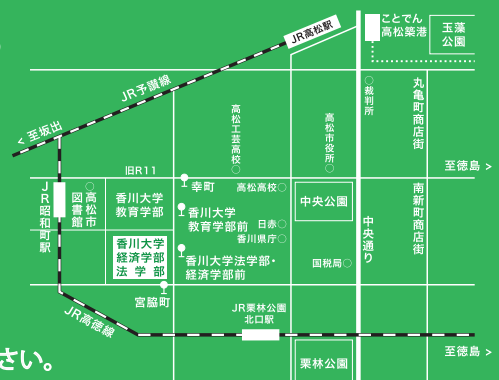 JR高松駅
ことでん
高松築港
玉藻
公園
JR予讃線
< 至坂出
高松工芸高校○
高松市役所○
○裁判所
丸亀町商店街
至徳島 >
旧R11
幸町
高松高校○
中央公園
JR昭和町駅
○高松市
図書館
香川大学
教育学部
香川大学
教育学部前
日赤○
香川県庁○
中央通り
南新町商店街
香川大学
経済学部
法学部
香川大学法学部・
経済学部前
国税局○
宮脇町
JR高徳線
JR栗林公園
北口駅
至徳島 >
栗林公園
さい。